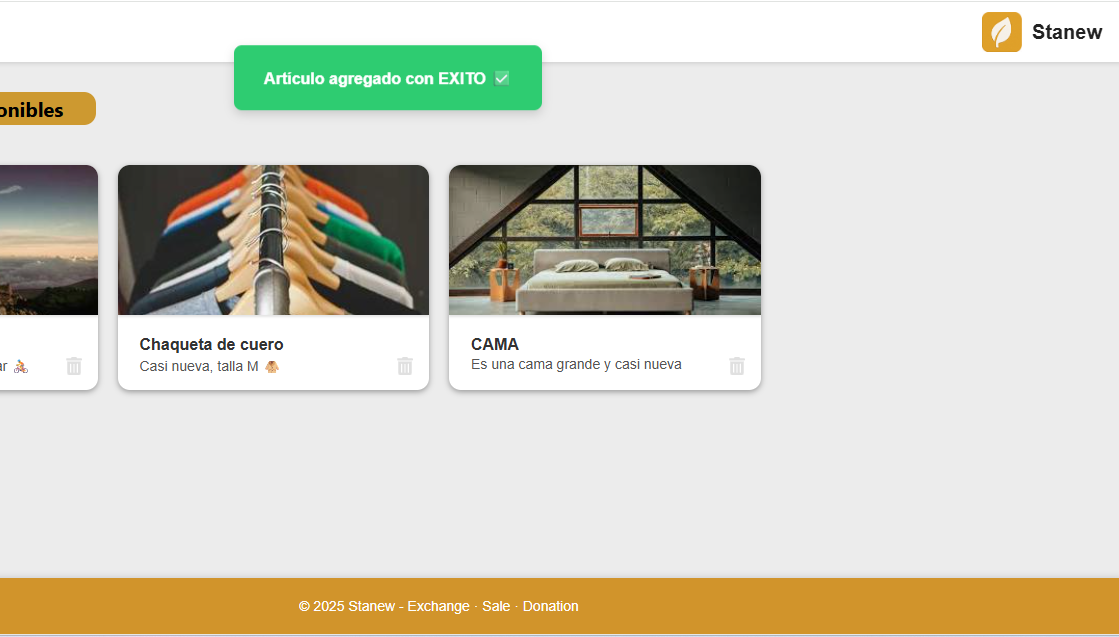 Stanew
Artículo agregado con EXITO ✅
onibles
Chaqueta de cuero
CAMA
ar 🚴
Casi nueva, talla M 🧥
Es una cama grande y casi nueva
© 2025 Stanew - Exchange · Sale · Donation